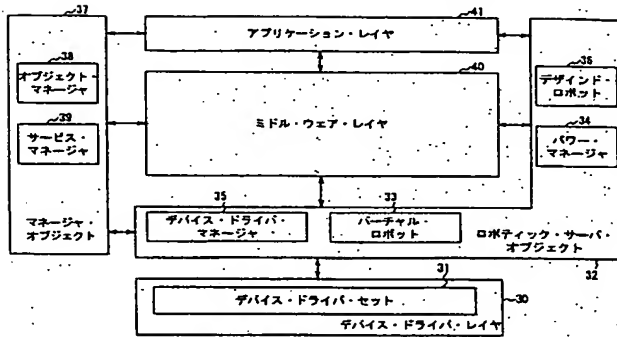 37
41
アプリケーション・レイヤ
38
オブジェクト・
マネージャ
40
36
デザインド・
ロボット
39
サービス・
マネージャ
ミドル・ウェア・レイヤ
34
パワー・
マネージャ
マネージャ・
オブジェクト
35
デバイス・ドライバ・
マネージャ
33
バーチャル・
ロボット
ロボティック・サーバ・
オブジェクト
32
31
デバイス・ドライバ・セット
30
デバイス・ドライバ・レイヤ